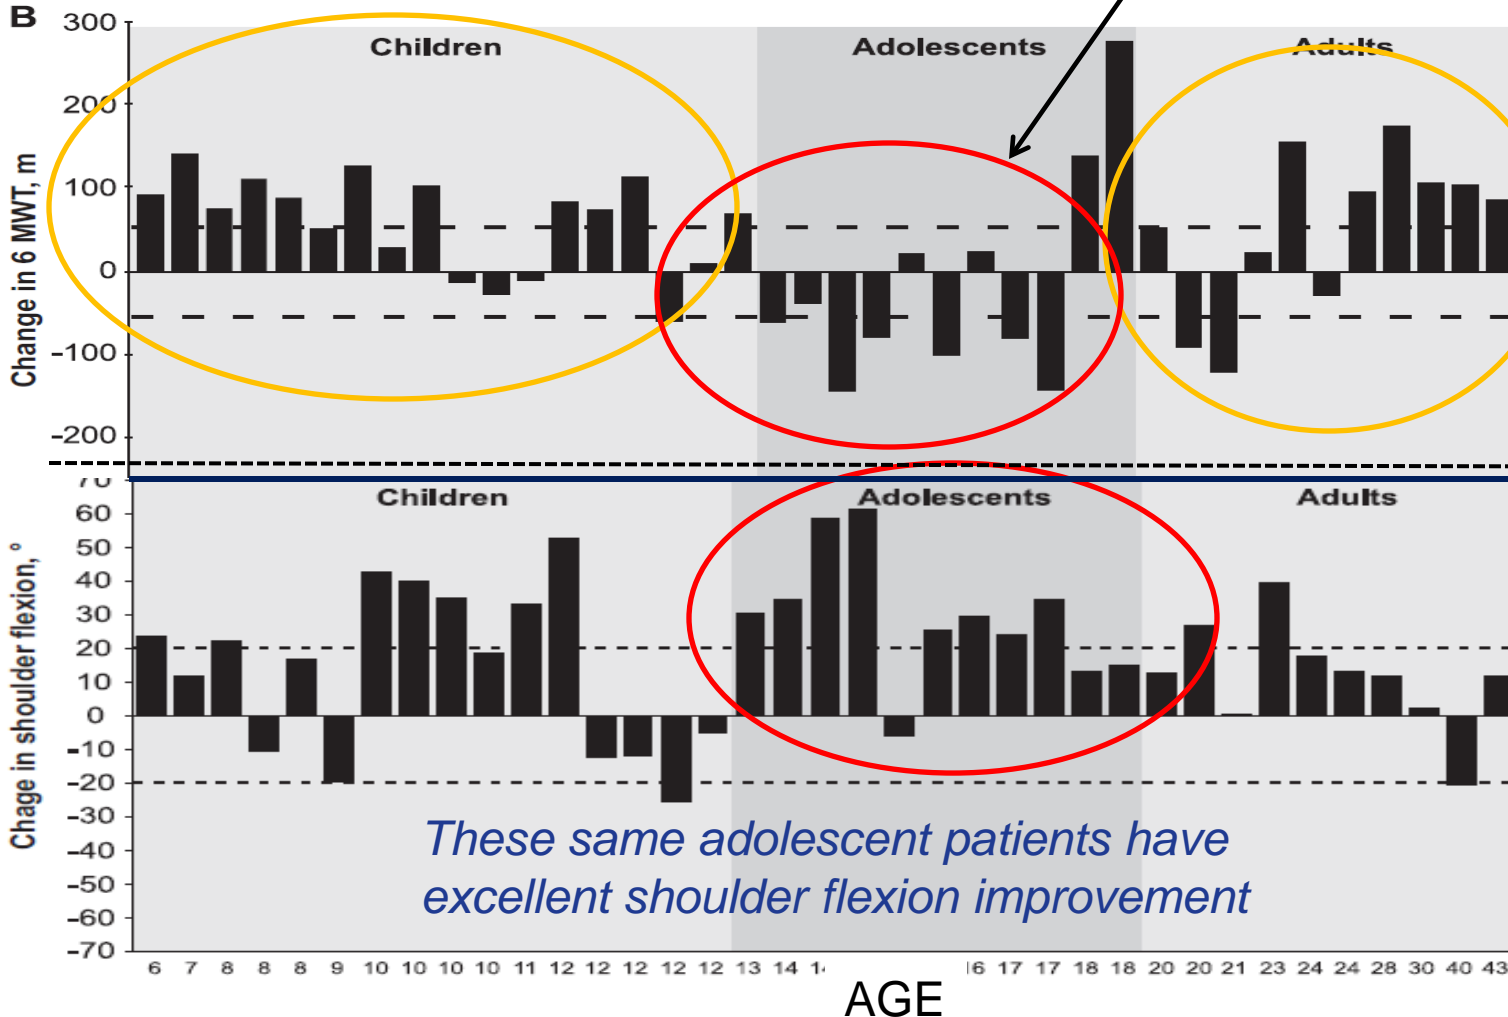 B
300
Children
Adolescents
Adults
200
100
0
-100
-200
Change in 6 MWT, m
Children
Adolescents
Adults
60
50
40
30
20
10
0
-10
-20
-30
-40
-50
-60
-70
Chage in shoulder flexion, °
These same adolescent patients have
excellent shoulder flexion improvement
6 7 8 8 8 9 10 10 10 10 11 12 12 12 12 12 13 14 17 17 18 18 20 20 21 23 24 24 28 30 40 43
AGE